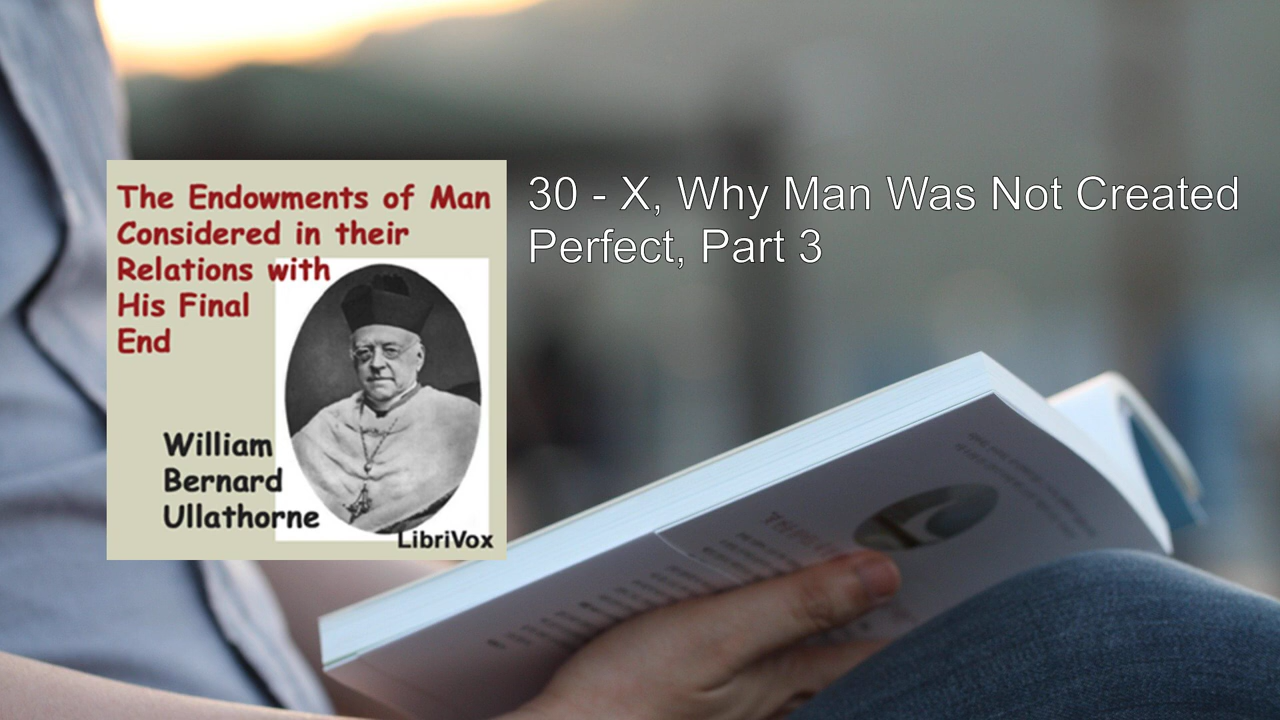 The Endowments of Man
Considered in their
Relations with
His Final
End
William
Bernard
Ullathorne
LibriVox
30 - X, Why Man Was Not Created
Perfect, Part 3